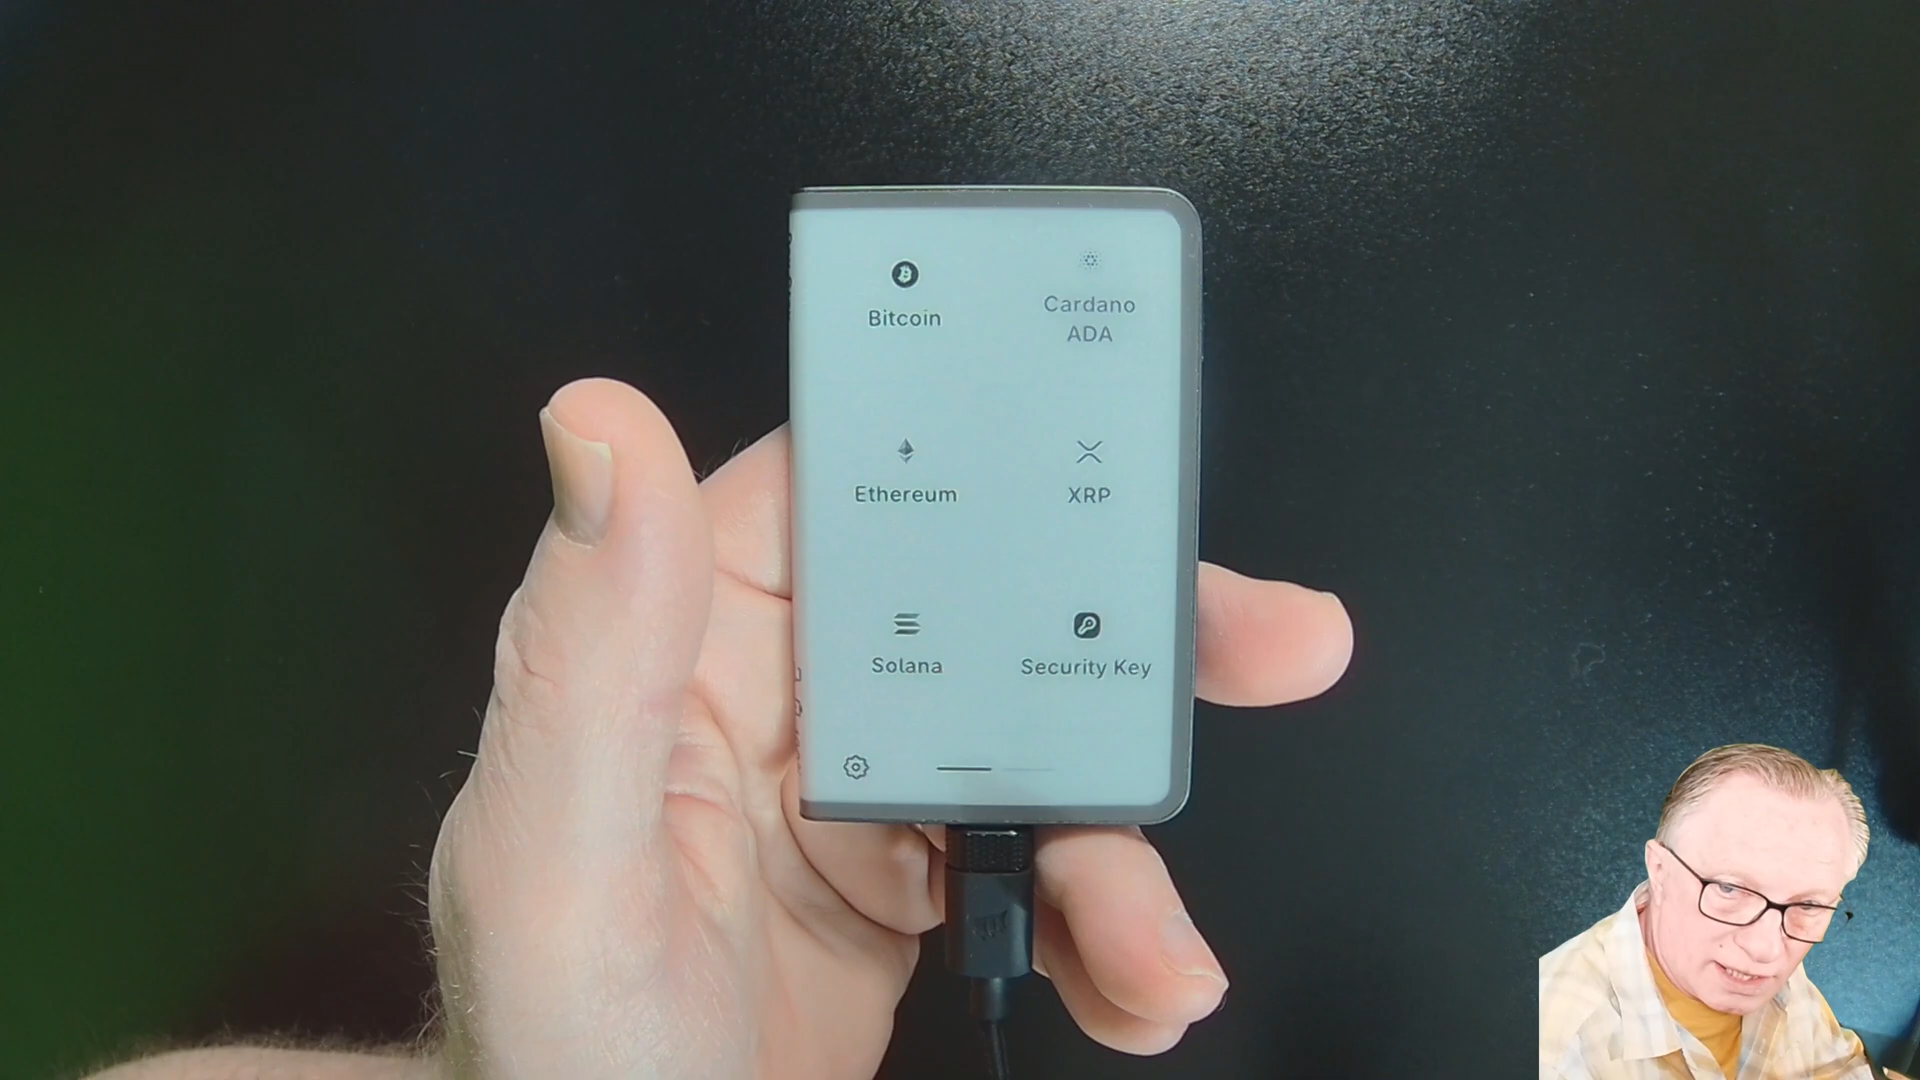 Bitcoin
Cardano
ADA
Ethereum
XRP
Solana
Security Key